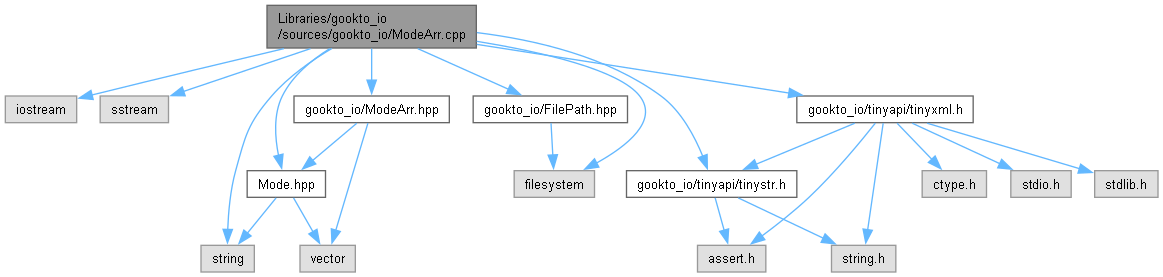 Libraries/gookto_io
/sources/gookto_io/ModeArr.cpp
iostream
sstream
gookto_io/ModeArr.hpp
gookto_io/FilePath.hpp
gookto_io/tinyapi/tinyxml.h
Mode.hpp
filesystem
gookto_io/tinyapi/tinystr.h
ctype.h
stdio.h
stdlib.h
string
vector
assert.h
string.h